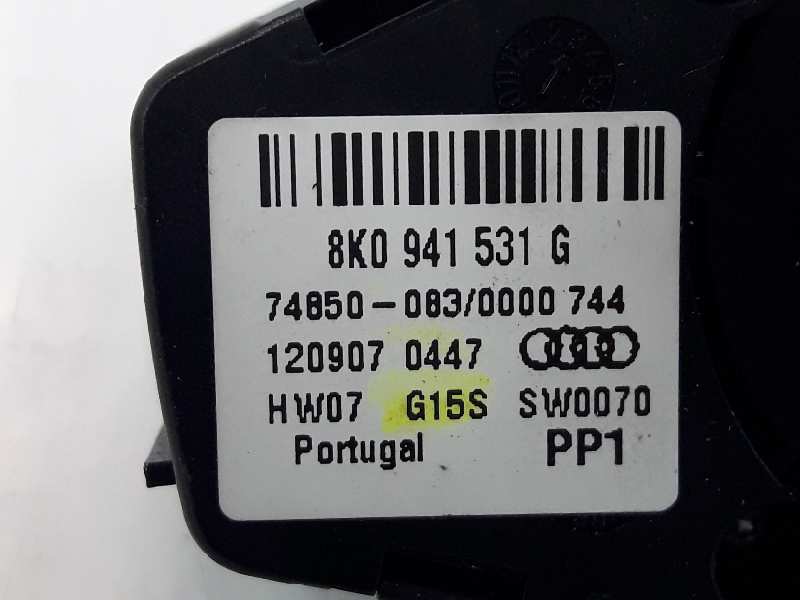 8K0 941 531 G
74850-083/0000 744
120907 0447
HW07 G15S SW0070
Portugal PP1